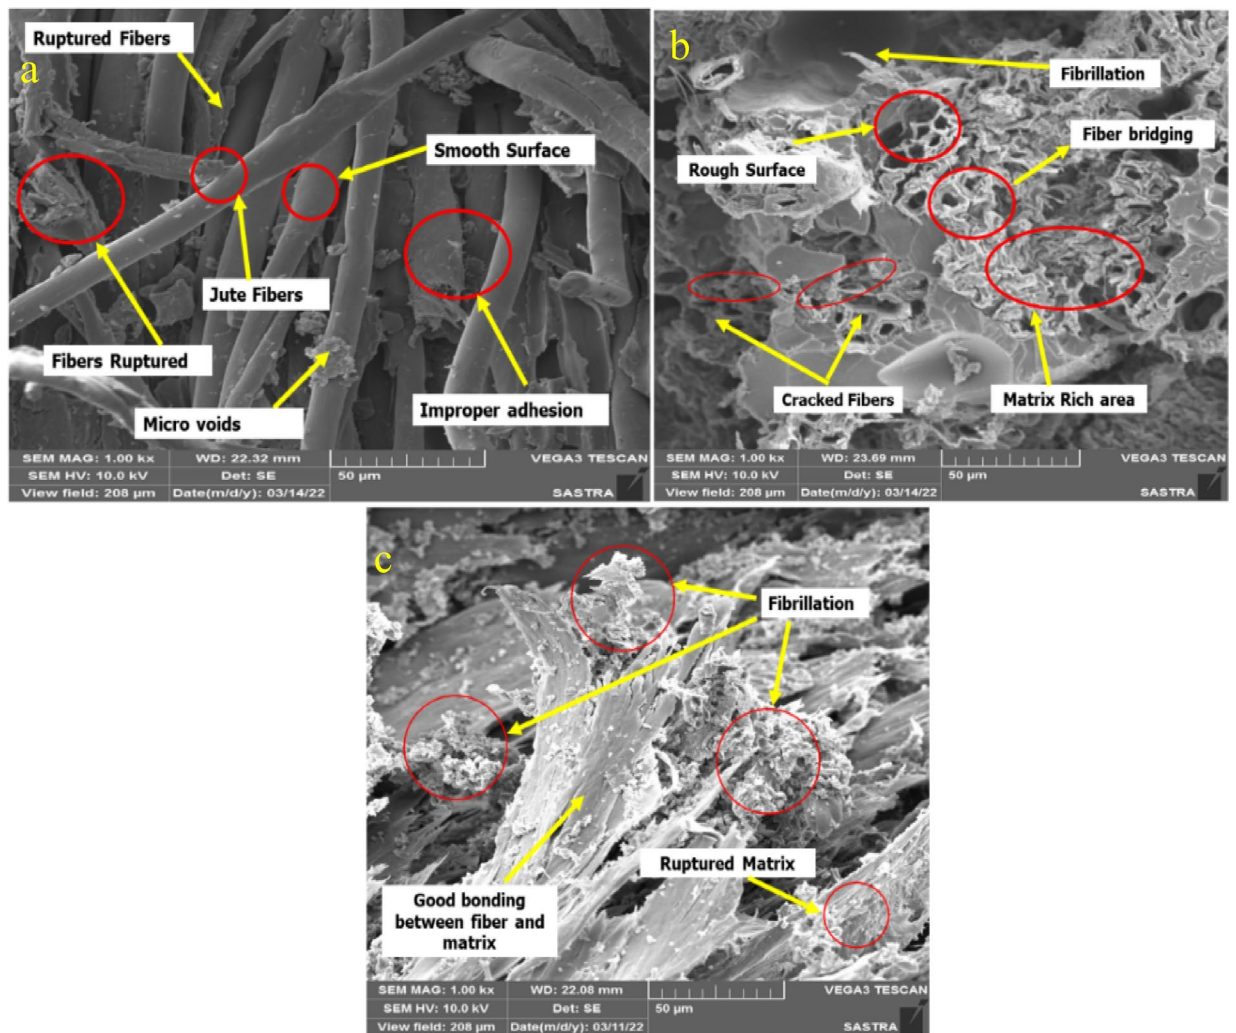 a
Ruptured Fibers
Smooth Surface
Jute Fibers
Fibers Ruptured
Improper adhesion
Micro voids
SEM MAG: 1.00 kx WD: 22.32 mm VEGA3 TESCAN
SEM HV: 10.0 kV Det: SE 50 µm
View field: 208 µm Date(m/d/y): 03/14/22 SASTRA
b
Fibrillation
Fiber bridging
Rough Surface
Cracked Fibers
Matrix Rich area
SEM MAG: 1.00 kx WD: 23.69 mm VEGA3 TESCAN
SEM HV: 10.0 kV Det: SE 50 µm
View field: 208 µm Date(m/d/y): 03/14/22 SASTRA
c
Fibrillation
Ruptured Matrix
Good bonding
between fiber and
matrix
SEM MAG: 1.00 kx WD: 22.08 mm VEGA3 TESCAN
SEM HV: 10.0 kV Det: SE 50 µm
View field: 208 µm Date(m/d/y): 03/11/22 SASTRA